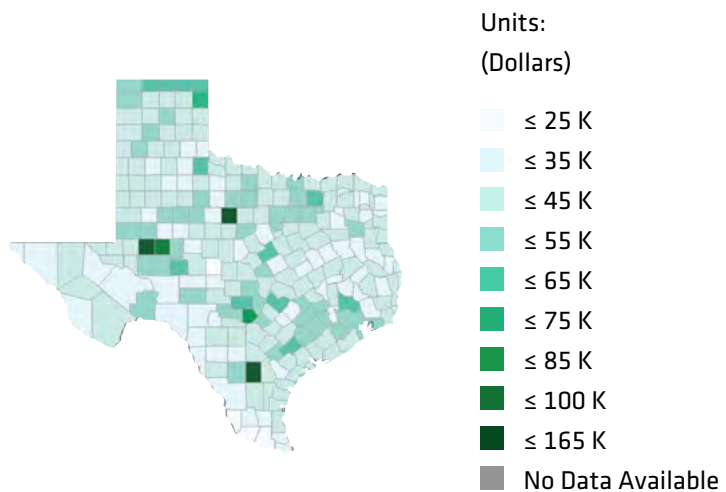 Units:
(Dollars)
≤ 25 K
≤ 35 K
≤ 45 K
≤ 55 K
≤ 65 K
≤ 75 K
≤ 85 K
≤ 100 K
≤ 165 K
No Data Available